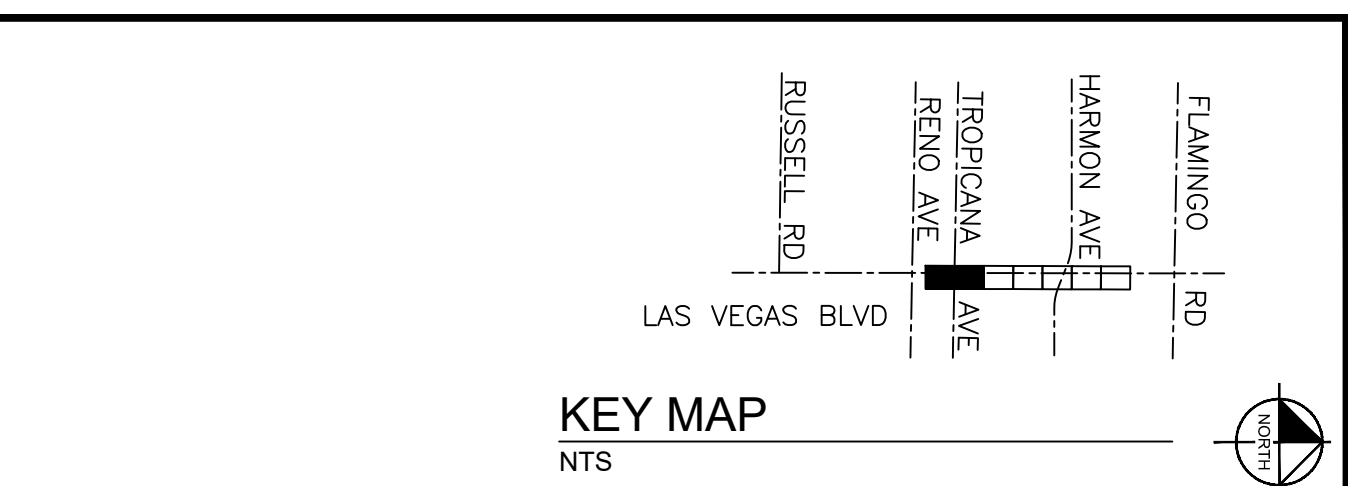 RUSSELL RD
RENO AVE
TROPICANA AVE
HARMON AVE
FLAMINGO RD
LAS VEGAS BLVD
KEY MAP
NTS
NORTH